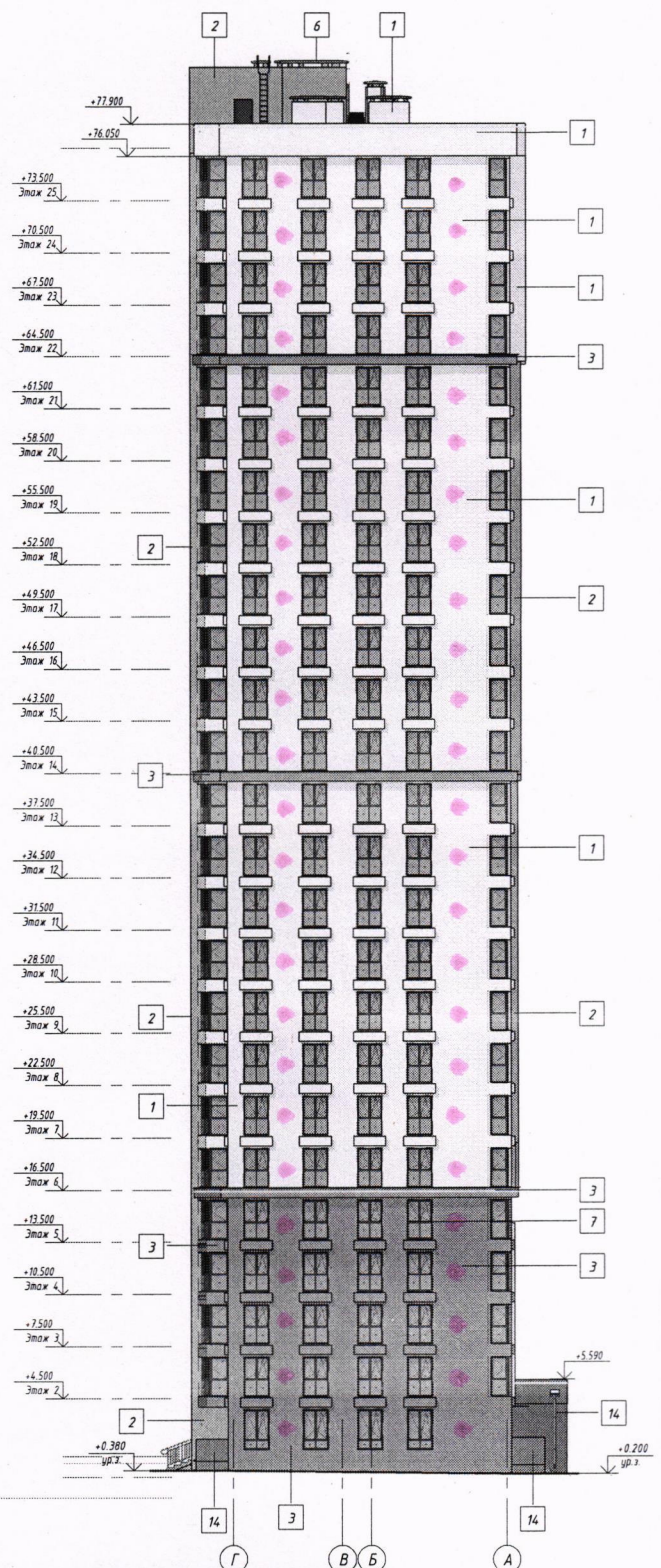 2
6
1
+77.900
+76.050
1
+73.500
Этаж 25
1
+70.500
Этаж 24
+67.500
Этаж 23
1
+64.500
Этаж 22
3
+61.500
Этаж 21
+58.500
Этаж 20
+55.500
Этаж 19
1
+52.500
Этаж 18
2
+49.500
Этаж 17
2
+46.500
Этаж 16
+43.500
Этаж 15
+40.500
Этаж 14
3
+37.500
Этаж 13
+34.500
Этаж 12
1
+31.500
Этаж 11
+28.500
Этаж 10
+25.500
Этаж 9
2
2
+22.500
Этаж 8
+19.500
Этаж 7
1
+16.500
Этаж 6
3
+13.500
Этаж 5
7
3
+10.500
Этаж 4
3
+7.500
Этаж 3
+4.500
Этаж 2
+5.590
2
14
+0.380
ур.з.
+0.200
ур.з.
14
3
14
Г
В
Б
А